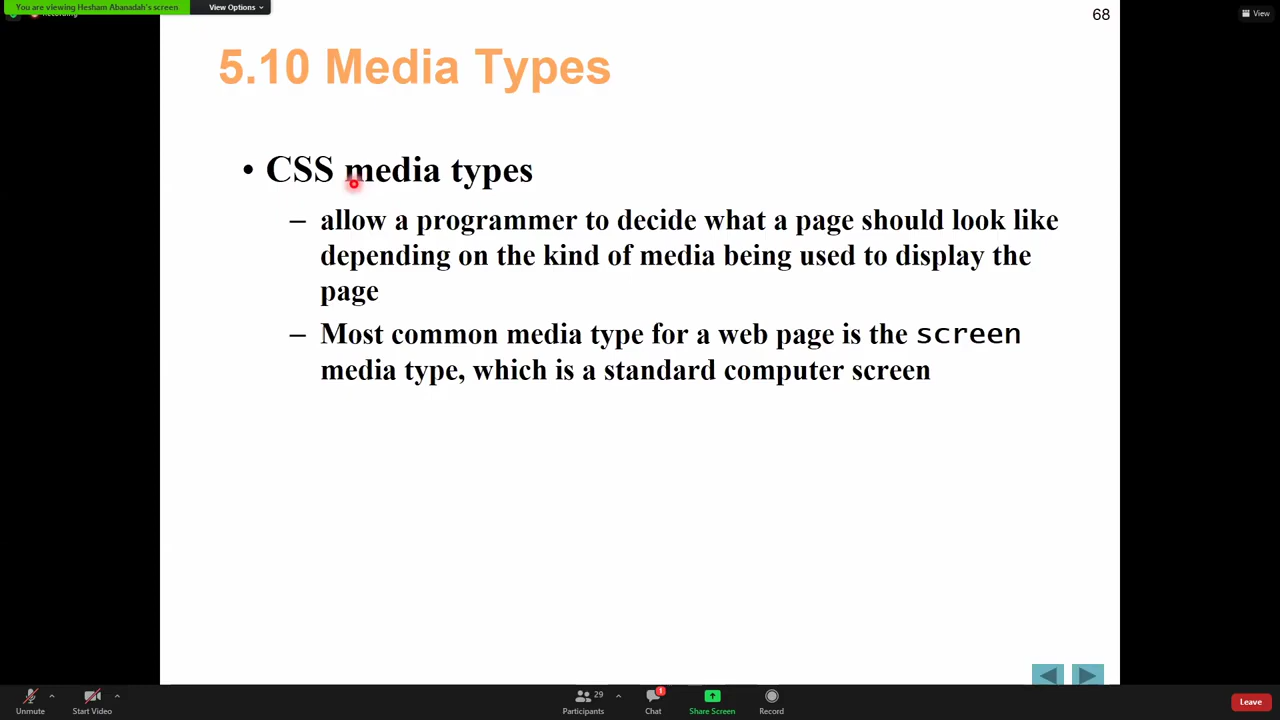 You are viewing Hesham Abanadah's screen
View Options
Recording
View
68
5.10 Media Types
• CSS media types
– allow a programmer to decide what a page should look like
depending on the kind of media being used to display the
page
– Most common media type for a web page is the screen
media type, which is a standard computer screen
Unmute
Start Video
29
Participants
1
Chat
Share Screen
Record
Leave